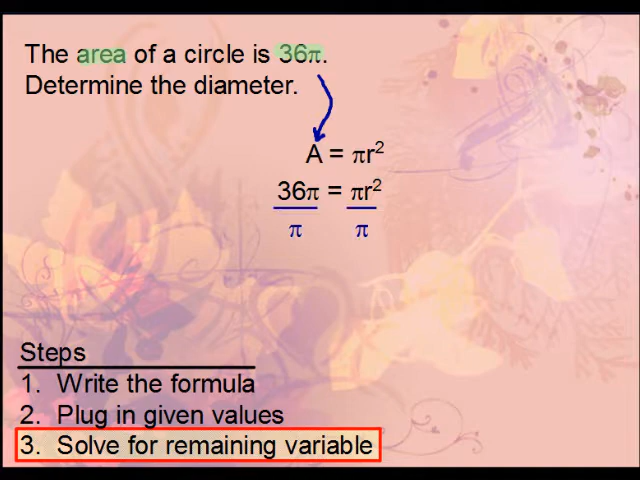 The area of a circle is 36π.
Determine the diameter.
A = πr²
36π = πr²
π π
Steps
1. Write the formula
2. Plug in given values
3. Solve for remaining variable